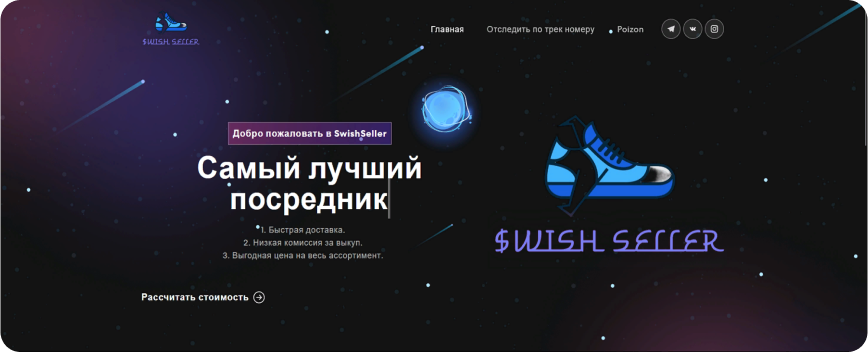 $WISH SELLER
Главная
Отследить по трек номеру
Poizon
Добро пожаловать в SwishSeller
Самый лучший
посредник
1. Быстрая доставка.
2. Низкая комиссия за выкуп.
3. Выгодная цена на весь ассортимент.
$WISH SELLER
Рассчитать стоимость